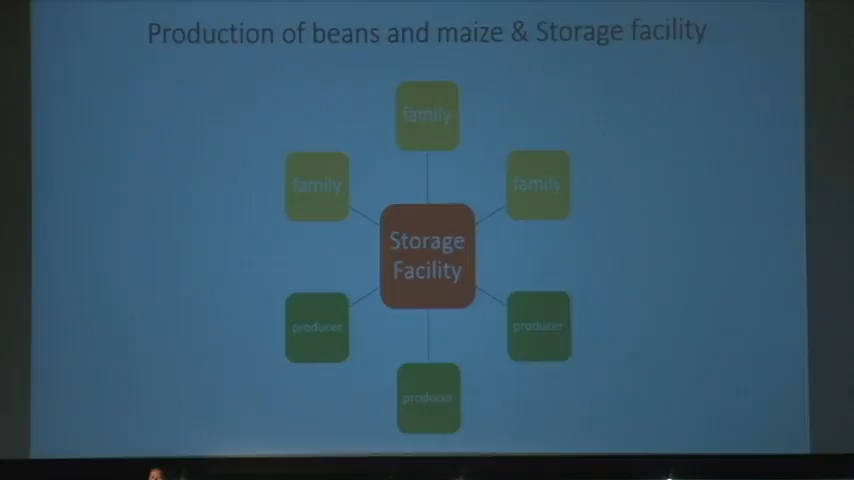 Production of beans and maize & Storage facility
family
family
family
Storage
Facility
producer
producer
producer